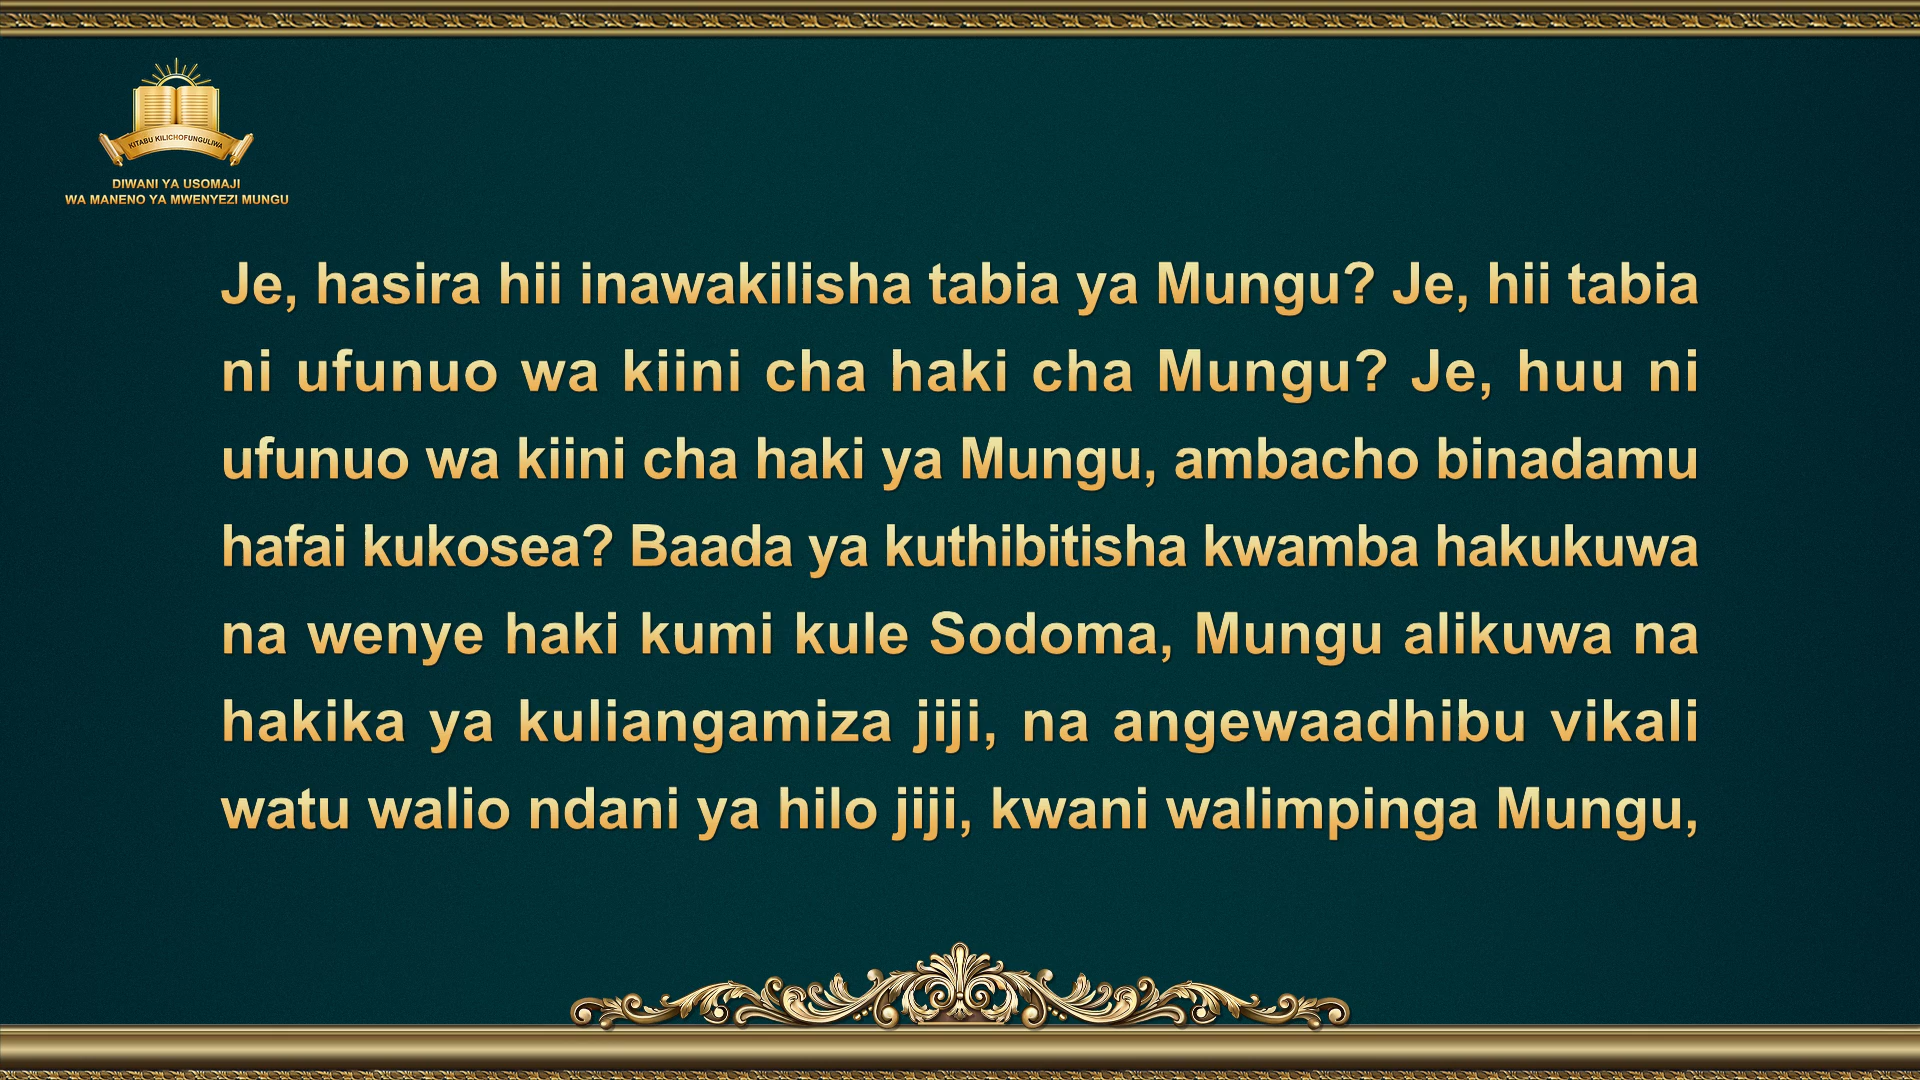 KITABU KILICHOFUNGULIWA
DIWANI YA USOMAJI
WA MANENO YA MWENYEZI MUNGU
Je, hasira hii inawakilisha tabia ya Mungu? Je, hii tabia
ni ufunuo wa kiini cha haki cha Mungu? Je, huu ni
ufunuo wa kiini cha haki ya Mungu, ambacho binadamu
hafai kukosea? Baada ya kuthibitisha kwamba hakukuwa
na wenye haki kumi kule Sodoma, Mungu alikuwa na
hakika ya kuliangamiza jiji, na angewaadhibu vikali
watu walio ndani ya hilo jiji, kwani walimpinga Mungu,